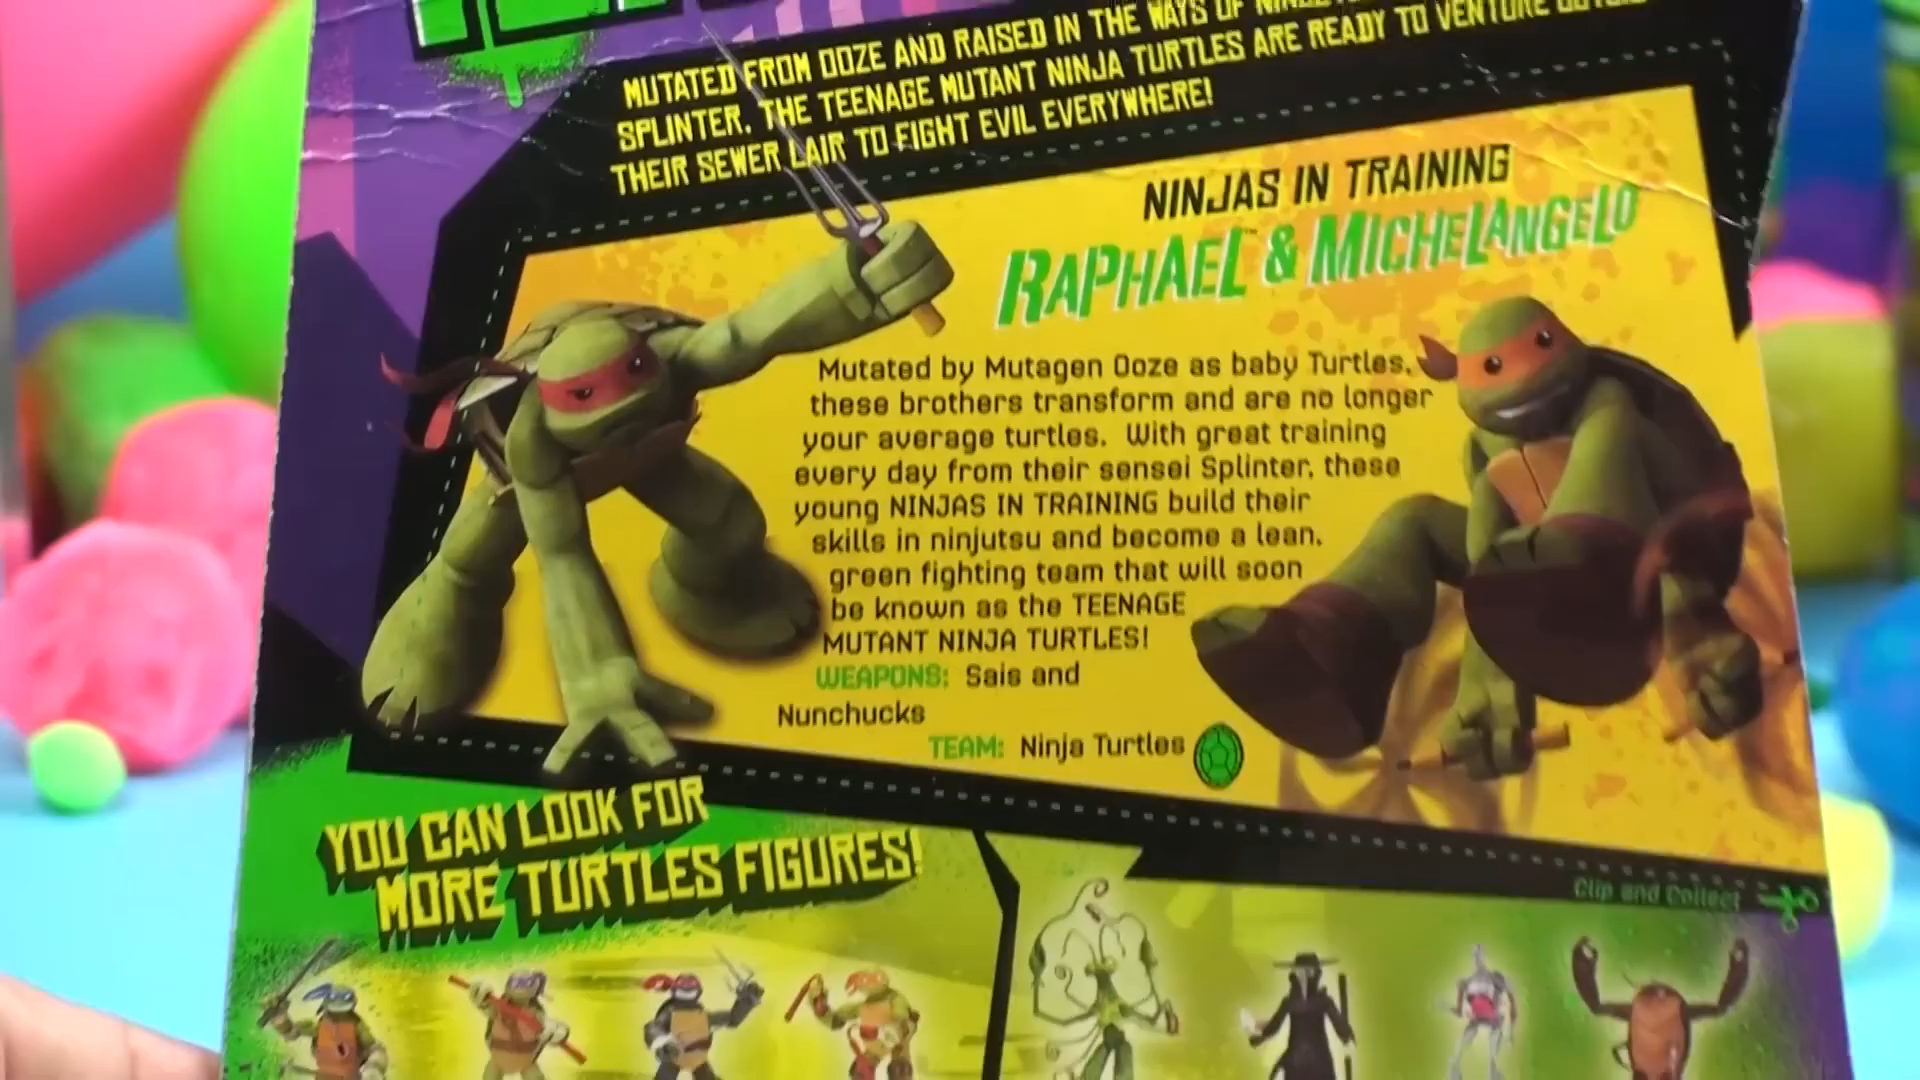 MUTATED FROM OOZE AND RAISED IN THE WAYS OF
SPLINTER, THE TEENAGE MUTANT NINJA TURTLES ARE READY TO VENTURE
THEIR SEWER LAIR TO FIGHT EVIL EVERYWHERE!
NINJAS IN TRAINING
RAPHAEL™ & MICHELANGELO
Mutated by Mutagen Ooze as baby Turtles,
these brothers transform and are no longer
your average turtles. With great training
every day from their sensei Splinter, these
young NINJAS IN TRAINING build their
skills in ninjutsu and become a lean,
green fighting team that will soon
be known as the TEENAGE
MUTANT NINJA TURTLES!
WEAPONS: Sais and
Nunchucks
TEAM: Ninja Turtles
Clip and Collect
YOU CAN LOOK FOR
MORE TURTLES FIGURES!